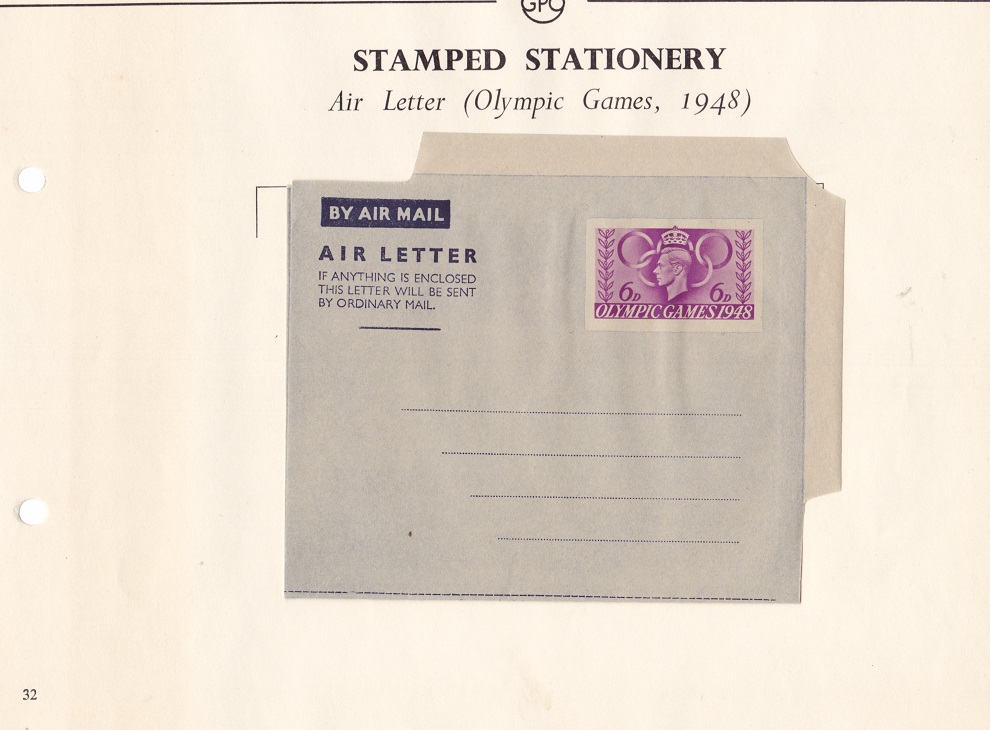 GPO
STAMPED STATIONERY
Air Letter (Olympic Games, 1948)
BY AIR MAIL
AIR LETTER
IF ANYTHING IS ENCLOSED
THIS LETTER WILL BE SENT
BY ORDINARY MAIL.
6D 6D
OLYMPIC GAMES 1948
32